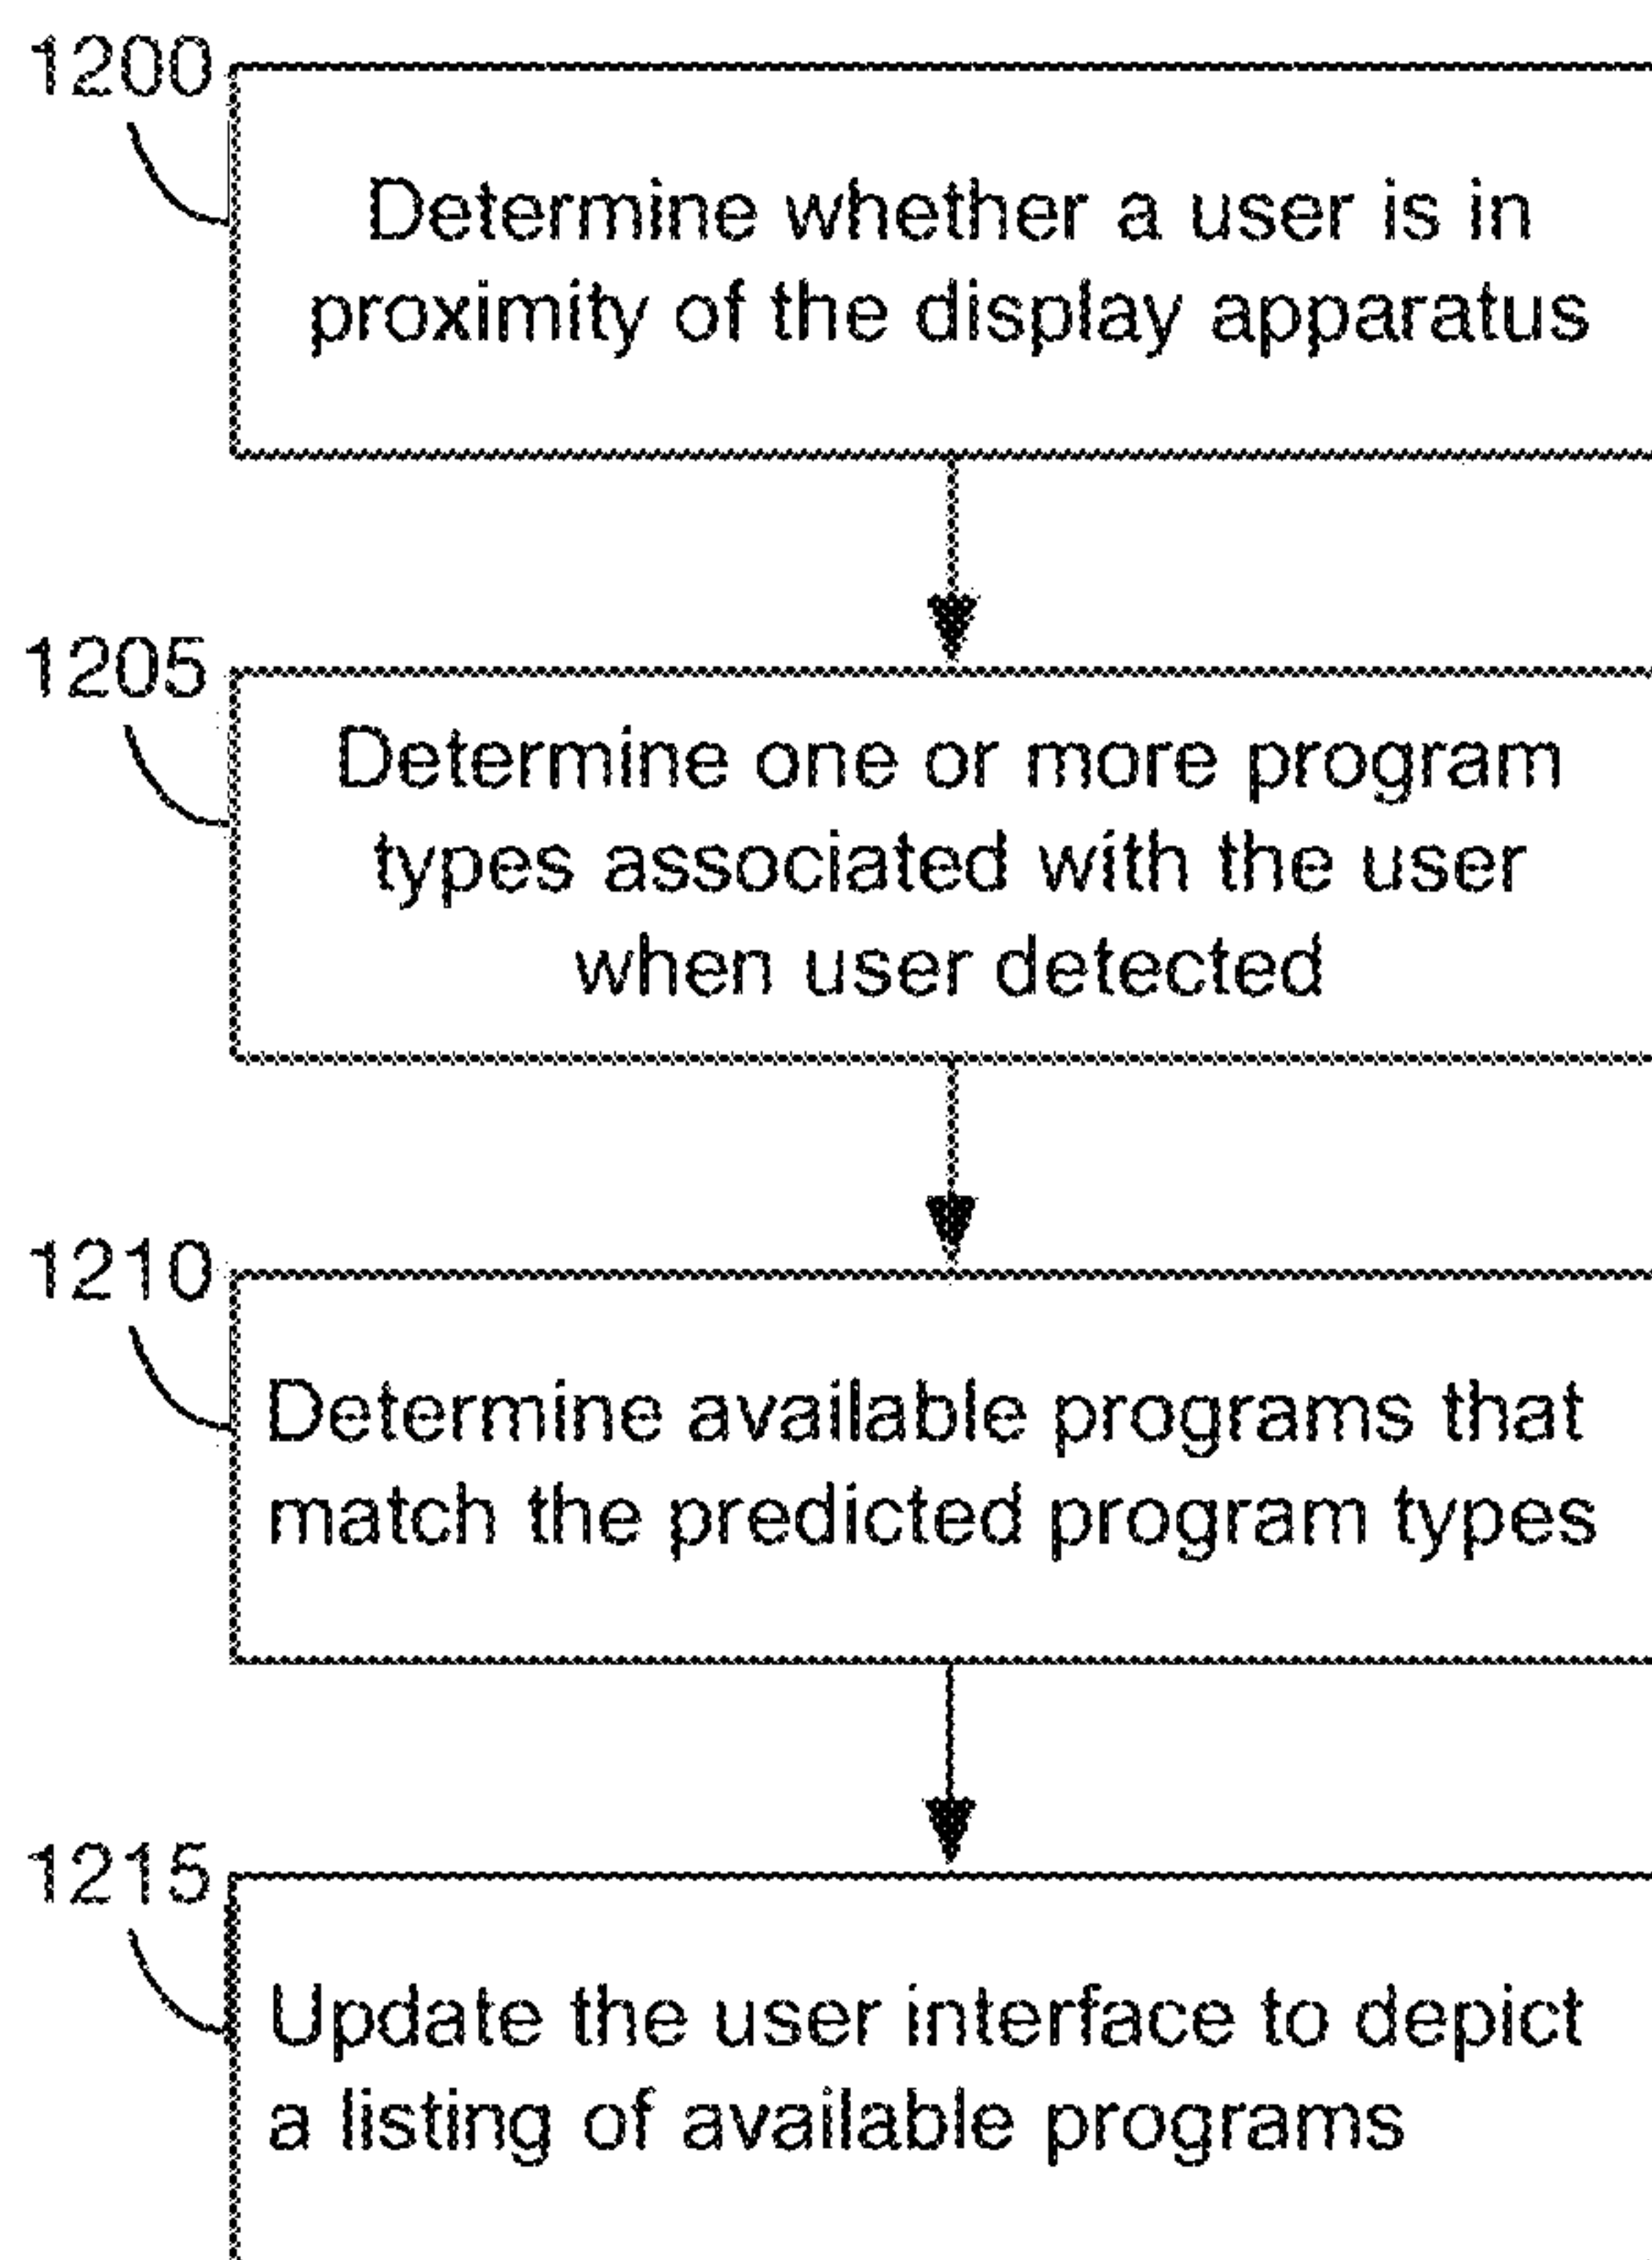 1200
Determine whether a user is in
proximity of the display apparatus
1205
Determine one or more program
types associated with the user
when user detected
1210
Determine available programs that
match the predicted program types
1215
Update the user interface to depict
a listing of available programs